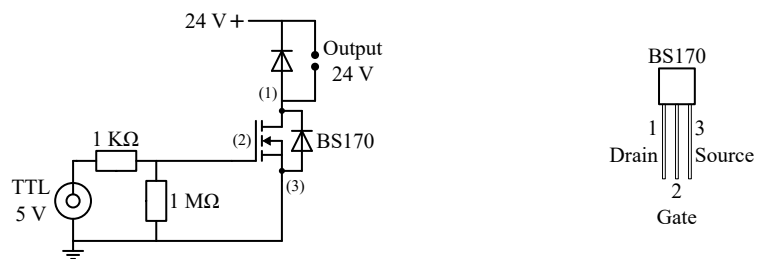 24 V+
Output
24 V
(1)
(2)
BS170
(3)
1 KΩ
1 MΩ
TTL
5 V
BS170
1
3
Drain
Source
2
Gate